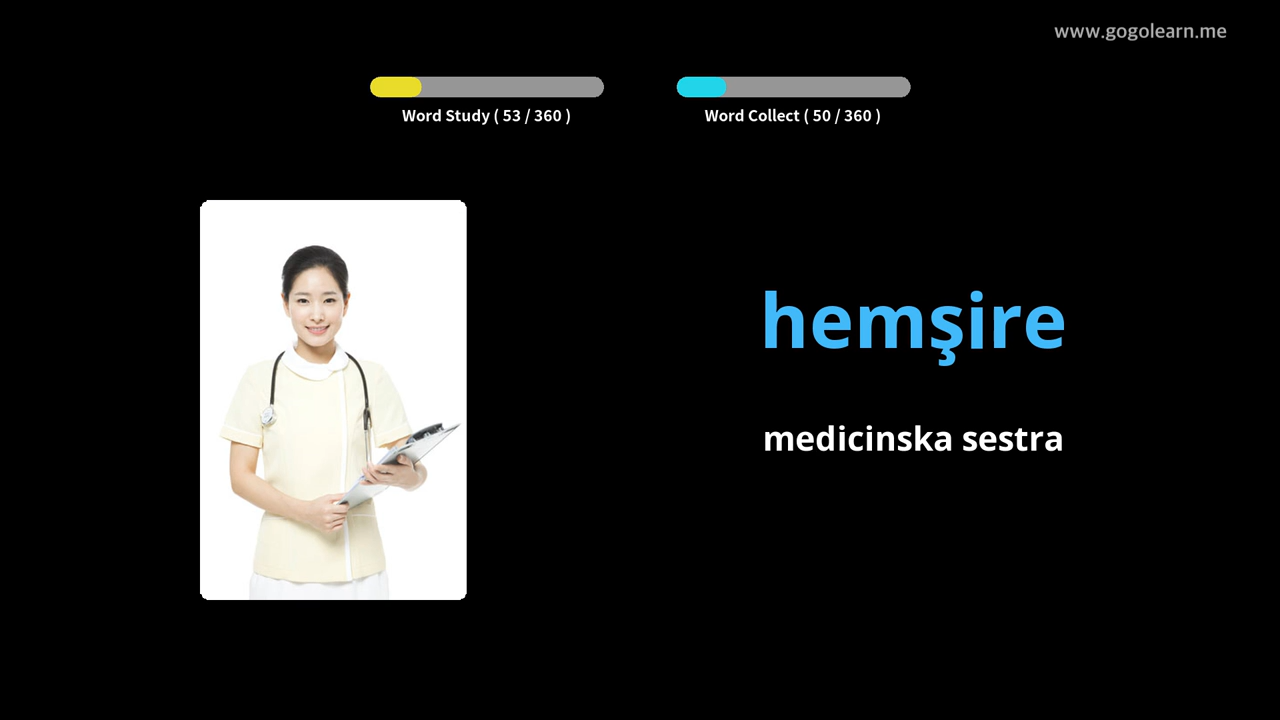 www.gogolearn.me
Word Study ( 53 / 360 )
Word Collect ( 50 / 360 )
hemşire
medicinska sestra